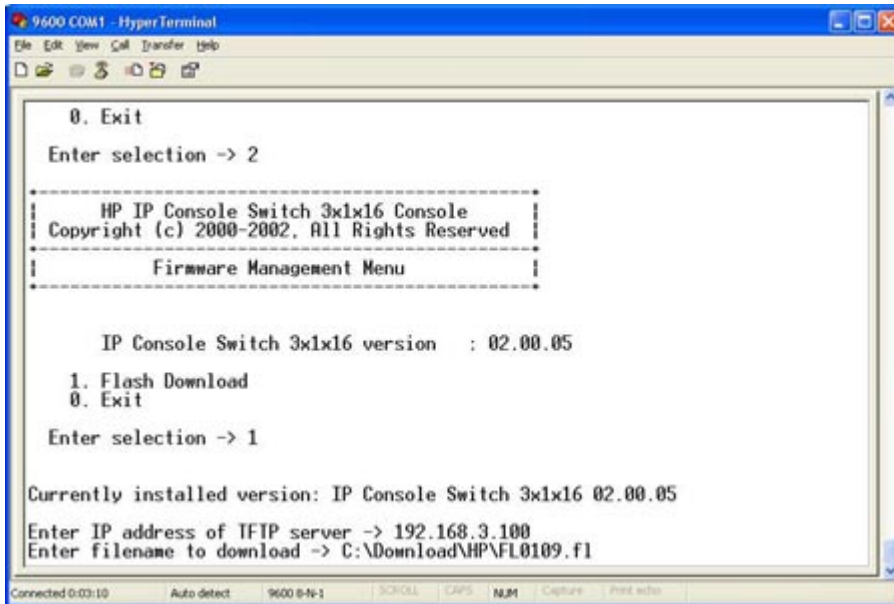 9600 COM1 - HyperTerminal
File Edit View Call Transfer Help
0. Exit
Enter selection -> 2
HP IP Console Switch 3x1x16 Console
Copyright (c) 2000-2002, All Rights Reserved
Firmware Management Menu
IP Console Switch 3x1x16 version : 02.00.05
1. Flash Download
0. Exit
Enter selection -> 1
Currently installed version: IP Console Switch 3x1x16 02.00.05
Enter IP address of TFTP server -> 192.168.3.100
Enter filename to download -> C:\Download\HP\FL0109.fl
Connected 0:03:10 Auto detect 9600 8-N-1 SCROLL CAPS NUM Capture Print echo